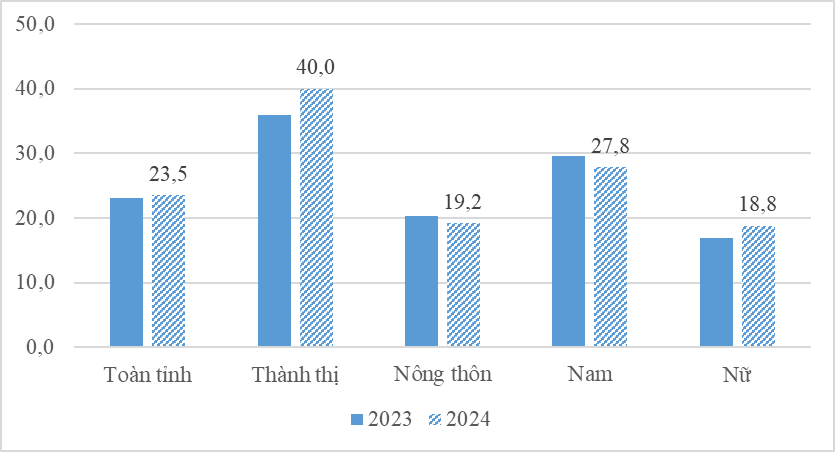 50,0
40,0
30,0
20,0
10,0
0,0
23,5
40,0
19,2
27,8
18,8
Toàn tỉnh
Thành thị
Nông thôn
Nam
Nữ
2023
2024